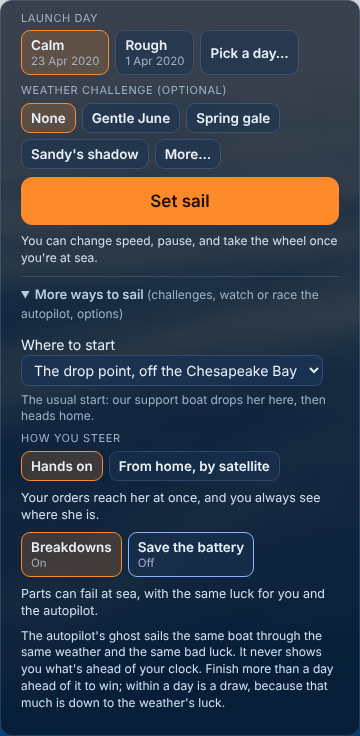 LAUNCH DAY
Calm
23 Apr 2020
Rough
1 Apr 2020
Pick a day...
WEATHER CHALLENGE (OPTIONAL)
None
Gentle June
Spring gale
Sandy's shadow
More...
Set sail
You can change speed, pause, and take the wheel once
you're at sea.
▼ More ways to sail (challenges, watch or race the
autopilot, options)
Where to start
The drop point, off the Chesapeake Bay
The usual start: our support boat drops her here, then
heads home.
HOW YOU STEER
Hands on
From home, by satellite
Your orders reach her at once, and you always see
where she is.
Breakdowns
On
Save the battery
Off
Parts can fail at sea, with the same luck for you and
the autopilot.
The autopilot's ghost sails the same boat through the
same weather and the same bad luck. It never shows
you what's ahead of your clock. Finish more than a day
ahead of it to win; within a day is a draw, because that
much is down to the weather's luck.